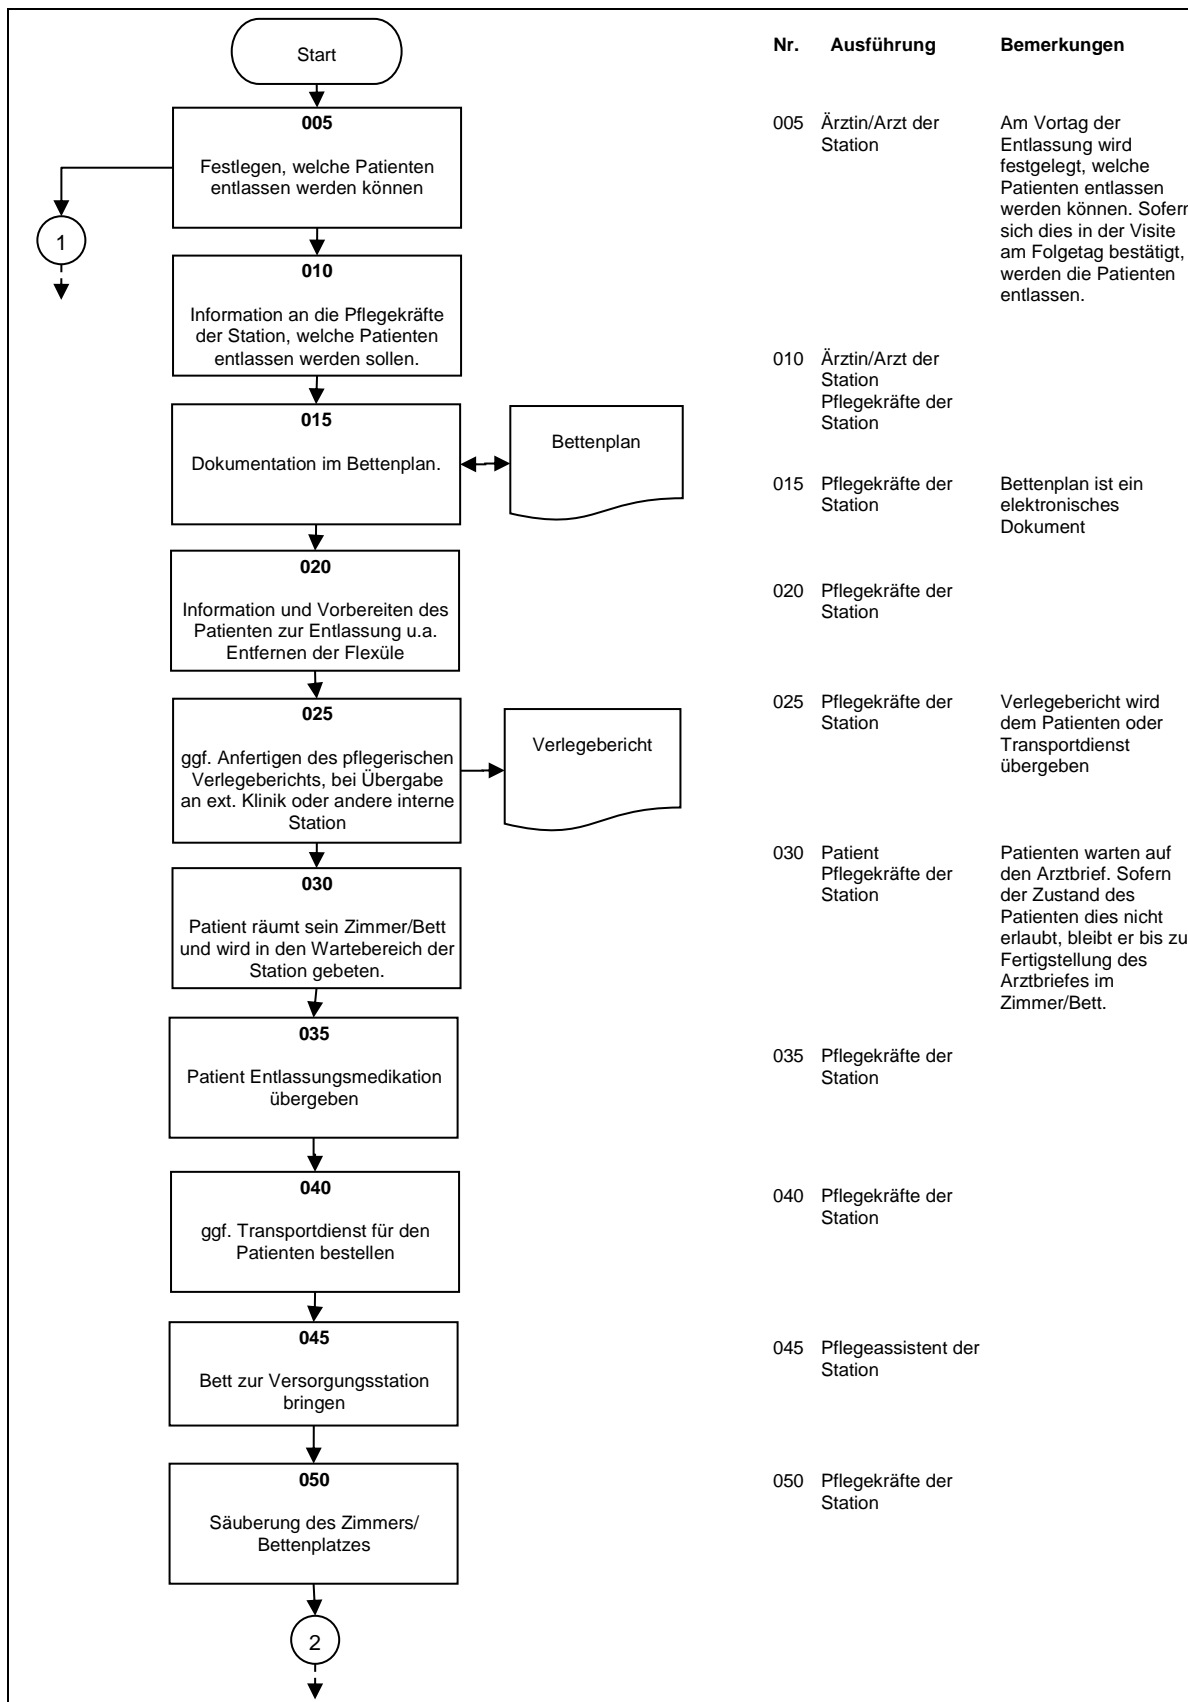 Start
005
Festlegen, welche Patienten
entlassen werden können
1
010
Information an die Pflegekräfte
der Station, welche Patienten
entlassen werden sollen.
015
Dokumentation im Bettenplan.
Bettenplan
020
Information und Vorbereiten des
Patienten zur Entlassung u.a.
Entfernen der Flexüle
025
ggf. Anfertigen des pflegerischen
Verlegeberichts, bei Übergabe
an ext. Klinik oder andere interne
Station
Verlegebericht
030
Patient räumt sein Zimmer/Bett
und wird in den Wartebereich der
Station gebeten.
035
Patient Entlassungsmedikation
übergeben
040
ggf. Transportdienst für den
Patienten bestellen
045
Bett zur Versorgungsstation
bringen
050
Säuberung des Zimmers/
Bettenplatzes
2
Nr. Ausführung Bemerkungen
005 Ärztin/Arzt der Am Vortag der
Station Entlassung wird
festgelegt, welche
Patienten entlassen
werden können. Sofern
sich dies in der Visite
am Folgetag bestätigt,
werden die Patienten
entlassen.
010 Ärztin/Arzt der
Station
Pflegekräfte der
Station
015 Pflegekräfte der Bettenplan ist ein
Station elektronisches
Dokument
020 Pflegekräfte der
Station
025 Pflegekräfte der Verlegebericht wird
Station dem Patienten oder
Transportdienst
übergeben
030 Patient Patienten warten auf
Pflegekräfte der den Arztbrief. Sofern
Station der Zustand des
Patienten dies nicht
erlaubt, bleibt er bis zu
Fertigstellung des
Arztbriefes im
Zimmer/Bett.
035 Pflegekräfte der
Station
040 Pflegekräfte der
Station
045 Pflegeassistent der
Station
050 Pflegekräfte der
Station